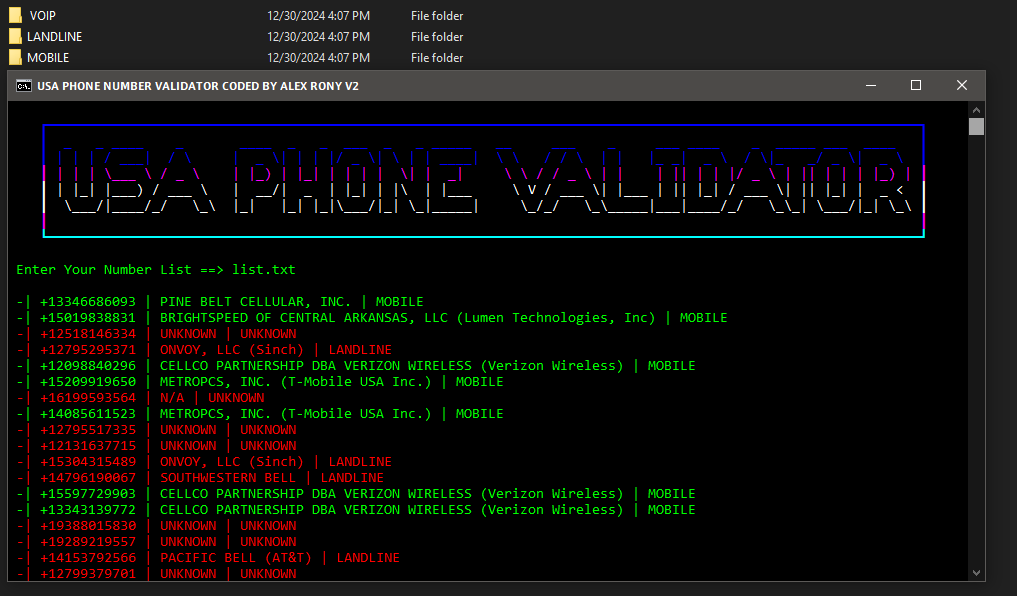 VOIP 12/30/2024 4:07 PM File folder
LANDLINE 12/30/2024 4:07 PM File folder
MOBILE 12/30/2024 4:07 PM File folder
USA PHONE NUMBER VALIDATOR CODED BY ALEX RONY V2
USA PHONE VALIDATOR
Enter Your Number List ==> list.txt
-| +13346686093 | PINE BELT CELLULAR, INC. | MOBILE
-| +15019838831 | BRIGHTSPEED OF CENTRAL ARKANSAS, LLC (Lumen Technologies, Inc) | MOBILE
-| +12518146334 | UNKNOWN | UNKNOWN
-| +12795295371 | ONVOY, LLC (Sinch) | LANDLINE
-| +12098840296 | CELLCO PARTNERSHIP DBA VERIZON WIRELESS (Verizon Wireless) | MOBILE
-| +15209919650 | METROPCS, INC. (T-Mobile USA Inc.) | MOBILE
-| +16199593564 | N/A | UNKNOWN
-| +14085611523 | METROPCS, INC. (T-Mobile USA Inc.) | MOBILE
-| +12795517335 | UNKNOWN | UNKNOWN
-| +12131637715 | UNKNOWN | UNKNOWN
-| +15304315489 | ONVOY, LLC (Sinch) | LANDLINE
-| +14796190067 | SOUTHWESTERN BELL | LANDLINE
-| +15597729903 | CELLCO PARTNERSHIP DBA VERIZON WIRELESS (Verizon Wireless) | MOBILE
-| +13343139772 | CELLCO PARTNERSHIP DBA VERIZON WIRELESS (Verizon Wireless) | MOBILE
-| +19388015830 | UNKNOWN | UNKNOWN
-| +19289219557 | UNKNOWN | UNKNOWN
-| +14153792566 | PACIFIC BELL (AT&T) | LANDLINE
-| +12799379701 | UNKNOWN | UNKNOWN